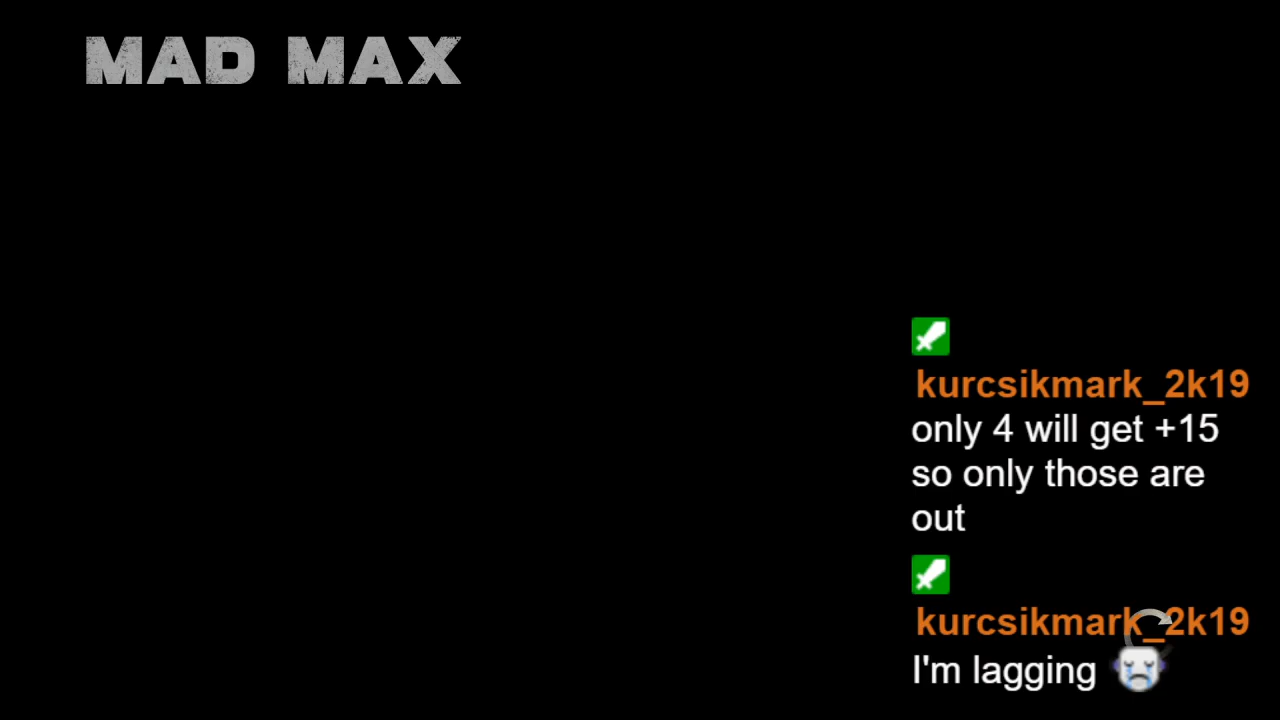 MAD MAX
kurcsikmark_2k19
only 4 will get +15
so only those are
out
kurcsikmark_2k19
I'm lagging